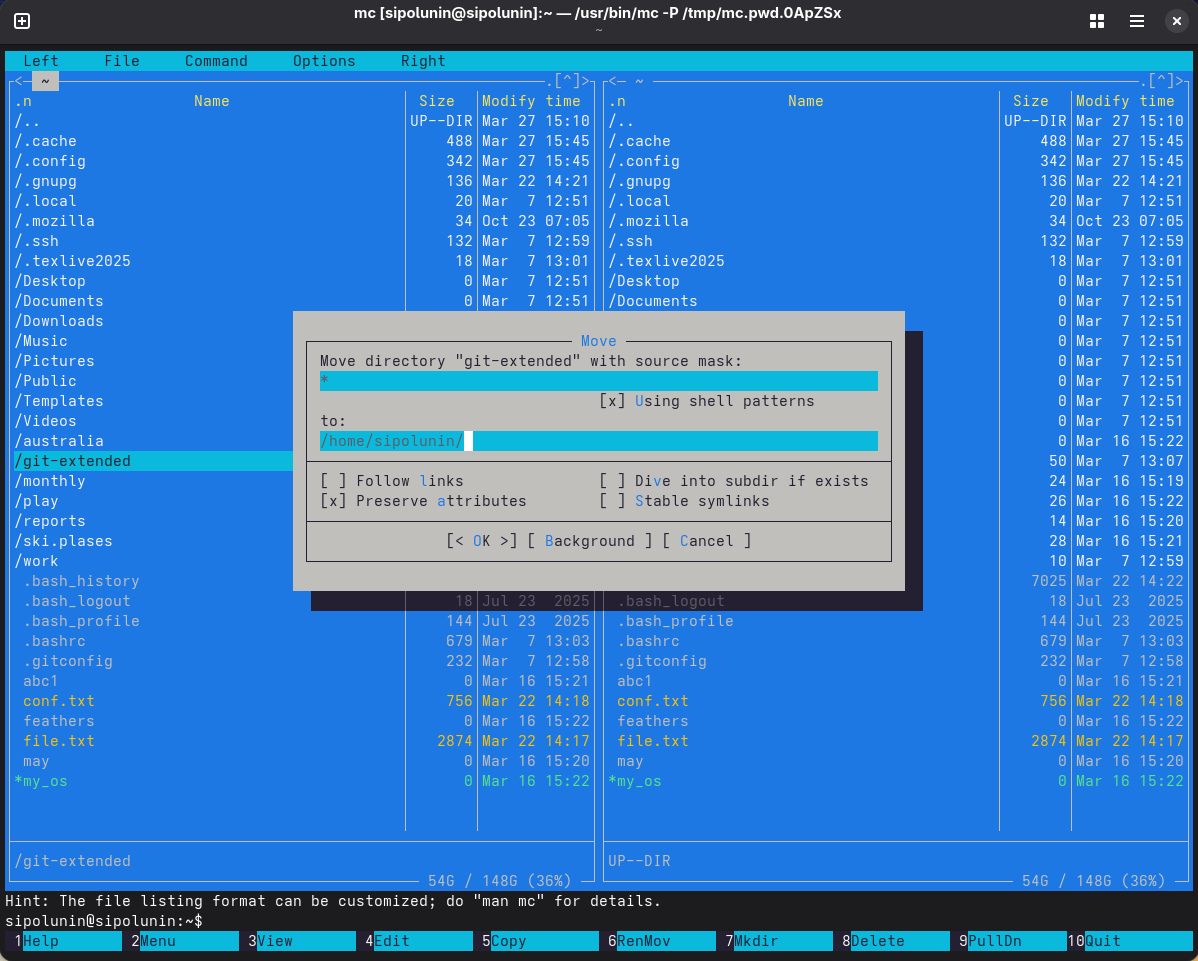 mc [sipolunin@sipolunin]:~ — /usr/bin/mc -P /tmp/mc.pwd.0ApZSx
~
Left File Command Options Right
<─ ~ .[^]> <─ ~ .[^]>
.n Name Size Modify time .n Name Size Modify time
/.. UP--DIR Mar 27 15:10 /.. UP--DIR Mar 27 15:10
/.cache 488 Mar 27 15:45 /.cache 488 Mar 27 15:45
/.config 342 Mar 27 15:45 /.config 342 Mar 27 15:45
/.gnupg 136 Mar 22 14:21 /.gnupg 136 Mar 22 14:21
/.local 20 Mar 7 12:51 /.local 20 Mar 7 12:51
/.mozilla 34 Oct 23 07:05 /.mozilla 34 Oct 23 07:05
/.ssh 132 Mar 7 12:59 /.ssh 132 Mar 7 12:59
/.texlive2025 18 Mar 7 13:01 /.texlive2025 18 Mar 7 13:01
/Desktop 0 Mar 7 12:51 /Desktop 0 Mar 7 12:51
/Documents 0 Mar 7 12:51 /Documents 0 Mar 7 12:51
/Downloads 0 Mar 7 12:51
/Music Move 0 Mar 7 12:51
/Pictures Move directory "git-extended" with source mask: 0 Mar 7 12:51
/Public * 0 Mar 7 12:51
/Templates [x] Using shell patterns 0 Mar 7 12:51
/Videos to: 0 Mar 7 12:51
/australia /home/sipolunin/ 0 Mar 16 15:22
/git-extended 50 Mar 7 13:07
/monthly [ ] Follow links [ ] Dive into subdir if exists 24 Mar 16 15:19
/play [x] Preserve attributes [ ] Stable symlinks 26 Mar 16 15:22
/reports 14 Mar 16 15:20
/ski.plases [< OK >] [ Background ] [ Cancel ] 28 Mar 16 15:21
/work 10 Mar 7 12:59
.bash_history 7025 Mar 22 14:22
.bash_logout 18 Jul 23 2025 .bash_logout 18 Jul 23 2025
.bash_profile 144 Jul 23 2025 .bash_profile 144 Jul 23 2025
.bashrc 679 Mar 7 13:03 .bashrc 679 Mar 7 13:03
.gitconfig 232 Mar 7 12:58 .gitconfig 232 Mar 7 12:58
abc1 0 Mar 16 15:21 abc1 0 Mar 16 15:21
conf.txt 756 Mar 22 14:18 conf.txt 756 Mar 22 14:18
feathers 0 Mar 16 15:22 feathers 0 Mar 16 15:22
file.txt 2874 Mar 22 14:17 file.txt 2874 Mar 22 14:17
may 0 Mar 16 15:20 may 0 Mar 16 15:20
*my_os 0 Mar 16 15:22 *my_os 0 Mar 16 15:22
/git-extended UP--DIR
54G / 148G (36%) 54G / 148G (36%)
Hint: The file listing format can be customized; do "man mc" for details.
sipolunin@sipolunin:~$
1Help 2Menu 3View 4Edit 5Copy 6RenMov 7Mkdir 8Delete 9PullDn 10Quit